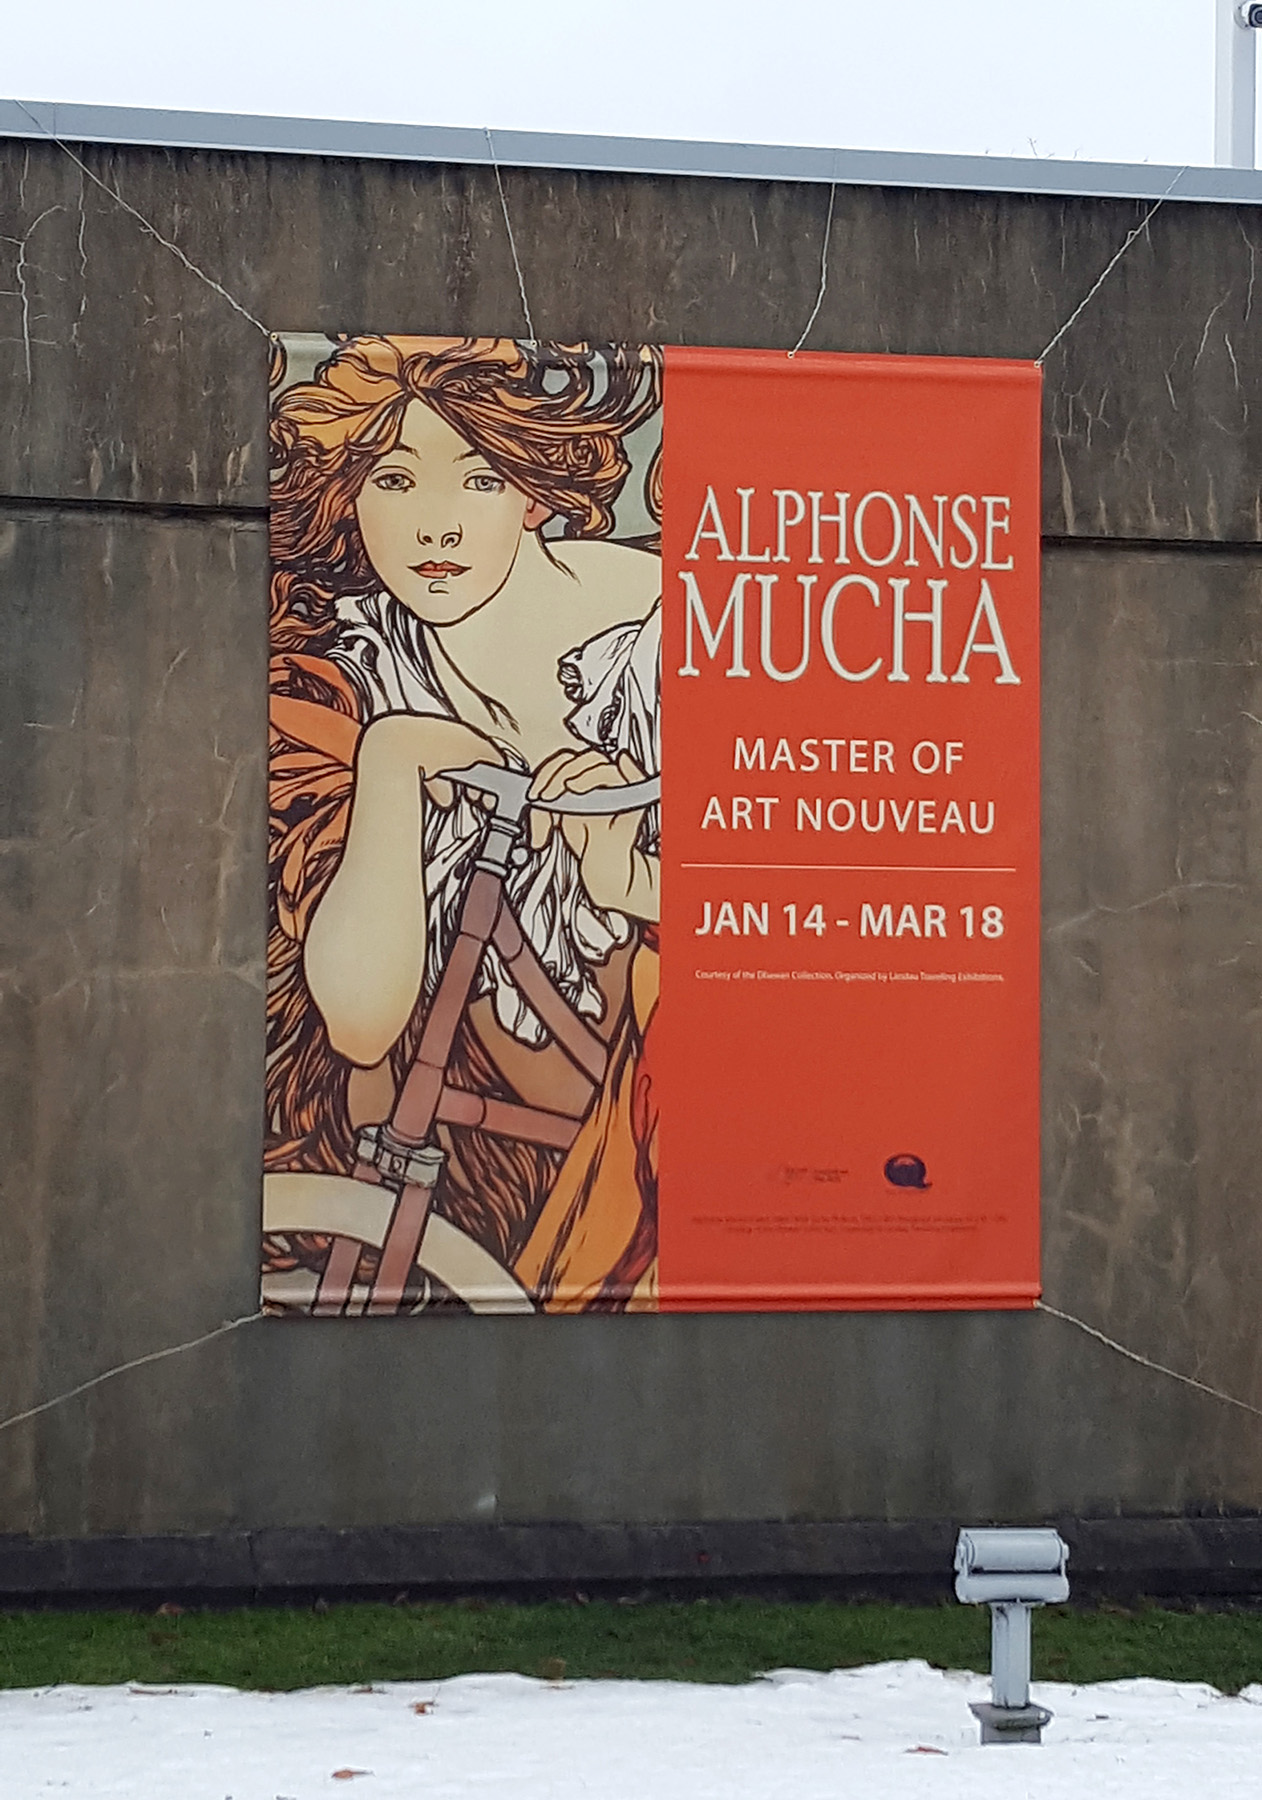 ALPHONSE
MUCHA
MASTER OF
ART NOUVEAU
JAN 14 - MAR 18
Courtesy of the Dhawan Collection. Organized by Landau Traveling Exhibitions.
Q